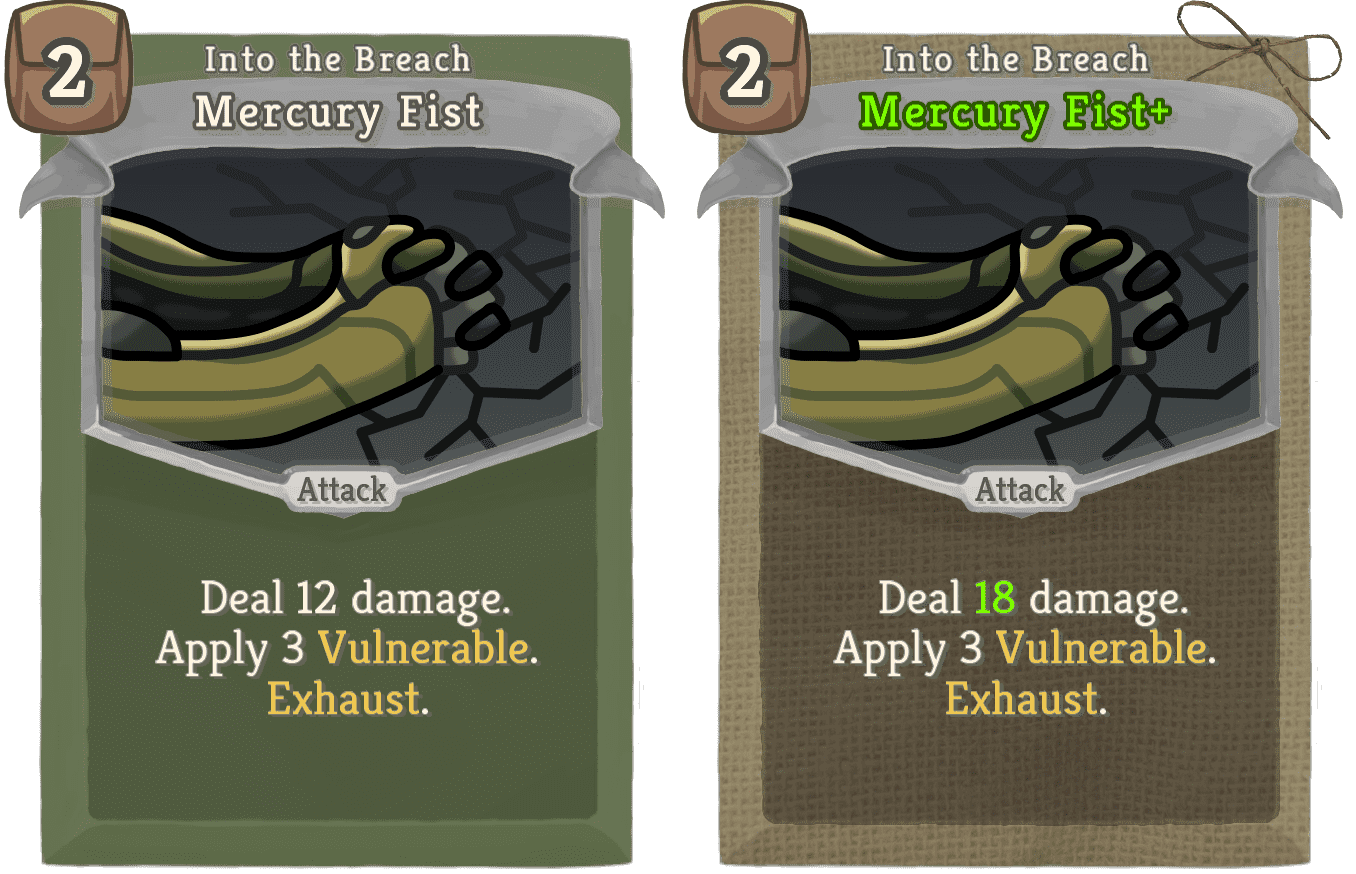 2
Into the Breach
Mercury Fist
Attack
Deal 12 damage.
Apply 3 Vulnerable.
Exhaust.
2
Into the Breach
Mercury Fist+
Attack
Deal 18 damage.
Apply 3 Vulnerable.
Exhaust.